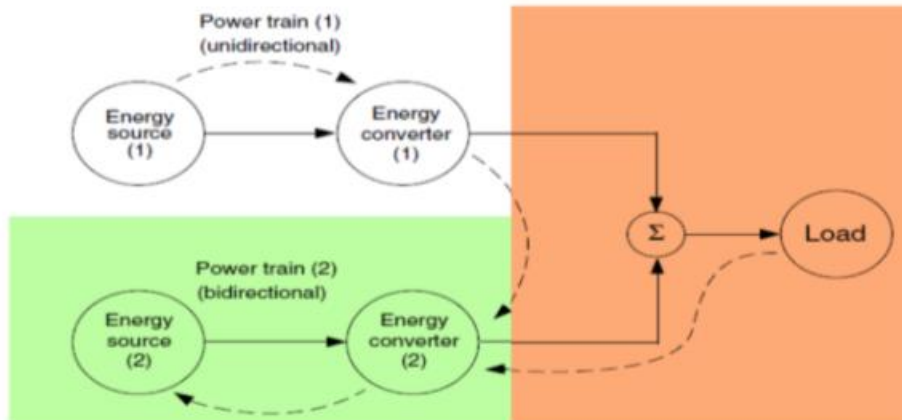 Power train (1)
(unidirectional)
Energy
source
(1)
Energy
converter
(1)
Σ
Load
Power train (2)
(bidirectional)
Energy
source
(2)
Energy
converter
(2)